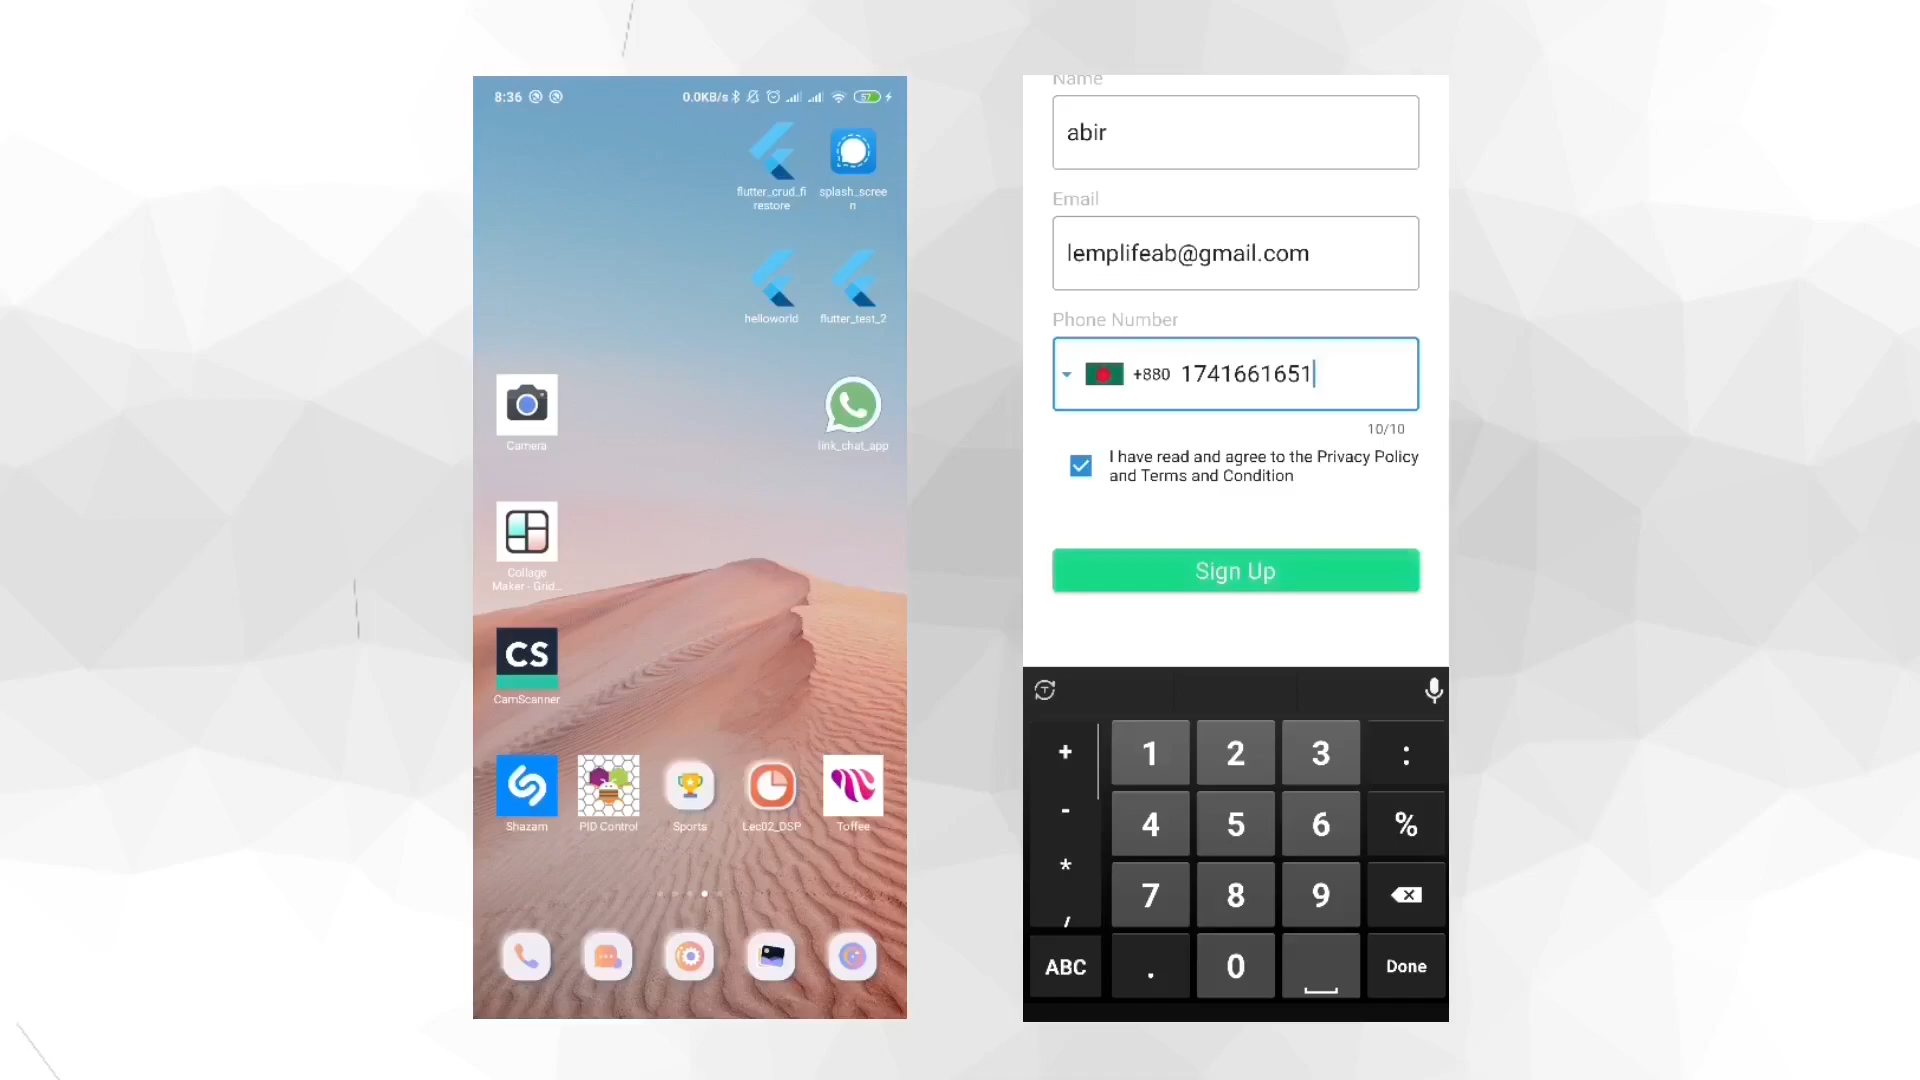 8:36
0.0KB/s
57
flutter_crud_fi
restore
splash_scree
n
helloworld
flutter_test_2
Camera
link_chat_app
Collage
Maker - Grid...
CS
CamScanner
Shazam
PID Control
Sports
Lec02_DSP
Toffee
Name
abir
Email
lemplifeab@gmail.com
Phone Number
+880 1741661651
10/10
I have read and agree to the Privacy Policy
and Terms and Condition
Sign Up
T
+ 1 2 3 :
- 4 5 6 %
* 7 8 9
/
ABC . 0 Done